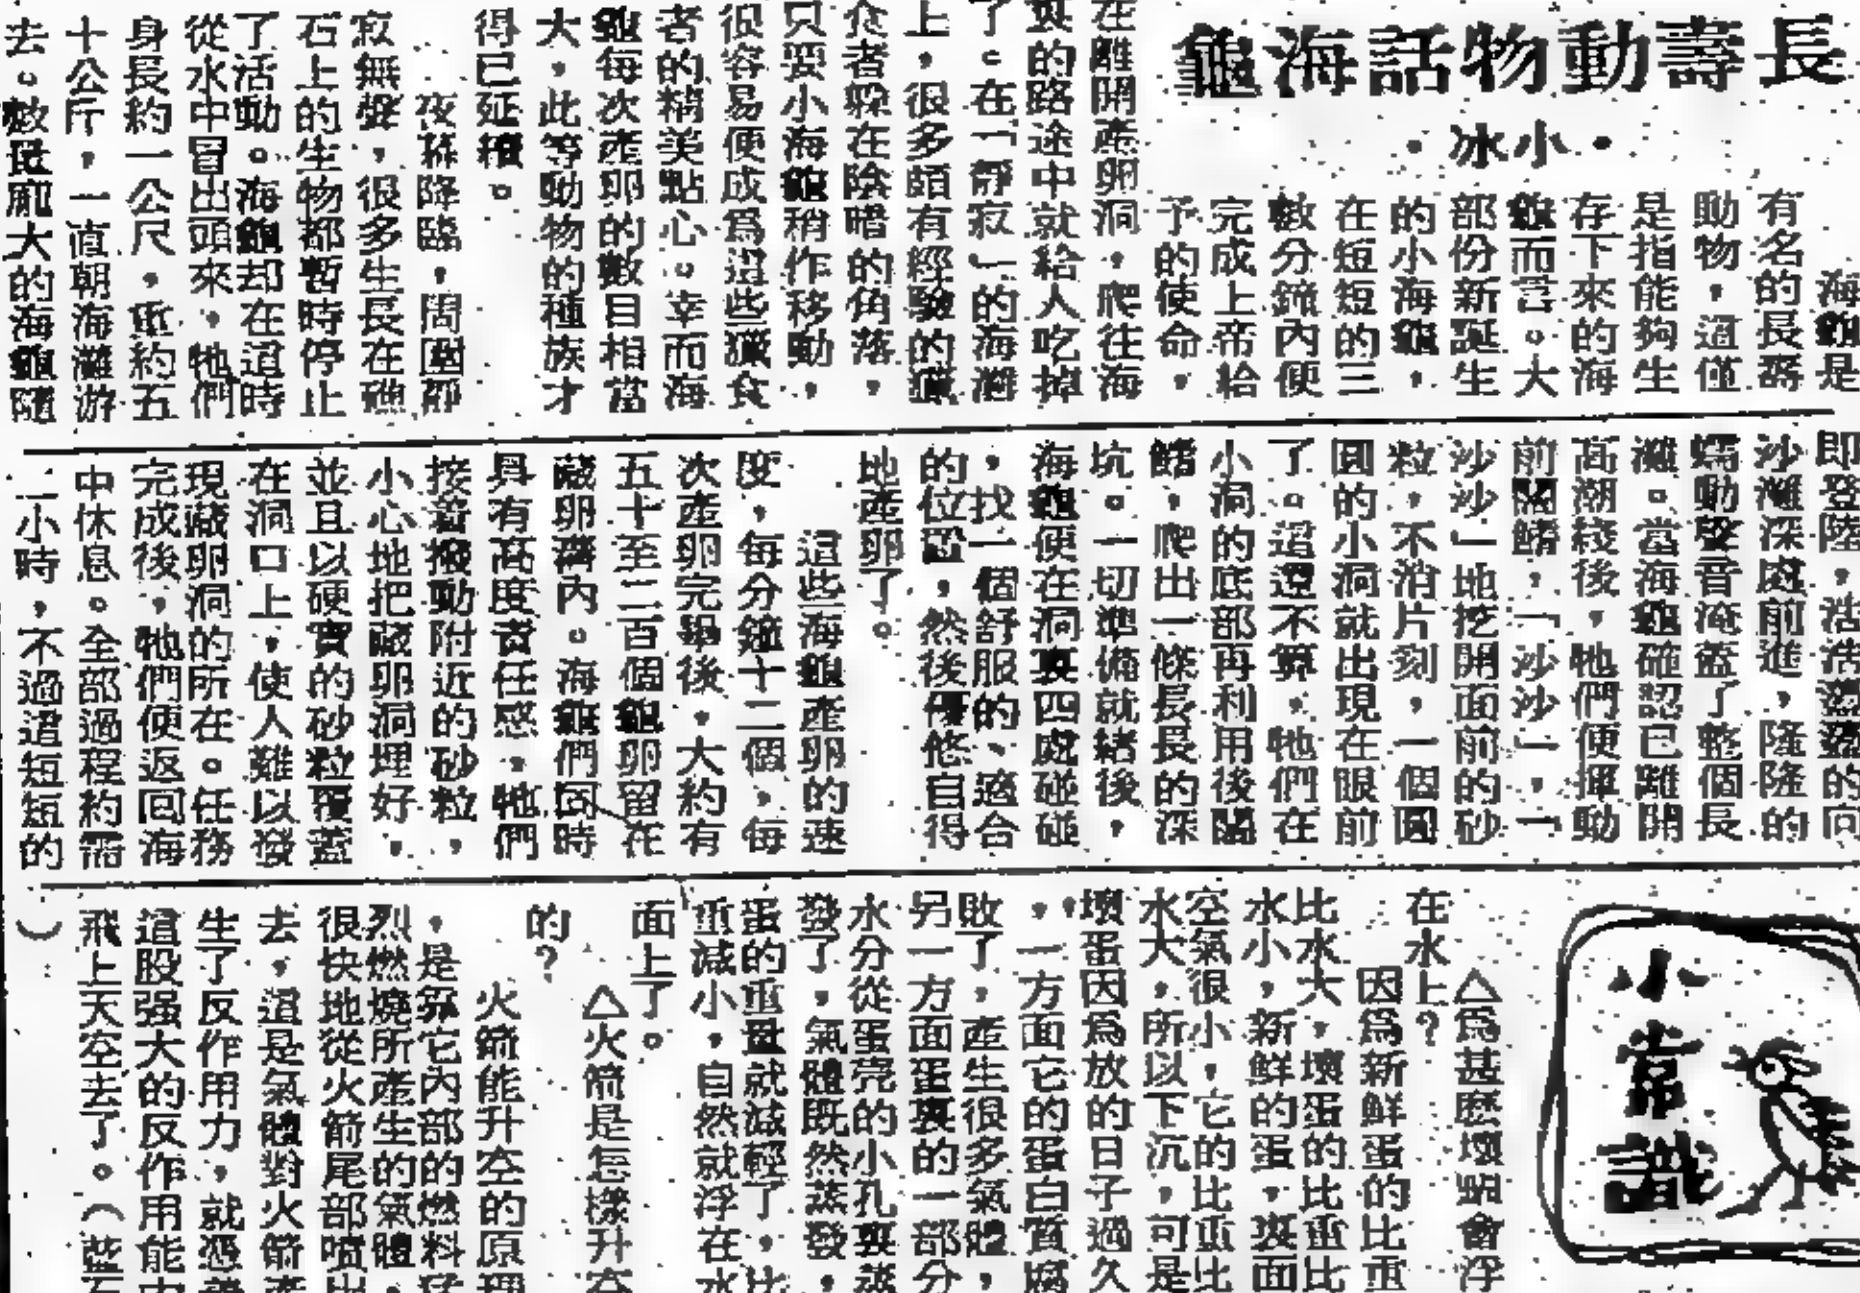 長壽動物話海龜
·小冰·
海龜是
有名的長壽
動物，這僅
是指能夠生
存下來的海
龜而言。大
部份新誕生
的小海龜，
在短短的三
數分鐘內便
完成上帝給
予的使命，
在離開產卵洞，爬往海
裏的路途中就給人吃掉
了。在「靜寂」的海灘
上，很多頗有經驗的獵
食者躲在陰暗的角落，
只要小海龜稍作移動，
很容易便成爲這些獵食
者的精美點心。幸而海
龜每次產卵的數目相當
大，此等動物的種族才
得已延續。
夜幕降臨，周圍靜
寂無聲，很多生長在礁
石上的生物都暫時停止
了活動。海龜却在這時
從水中冒出頭來，牠們
身長約一公尺，重約五
十公斤，一直朝海灘游
去。數量龐大的海龜隨
即登陸，浩浩蕩蕩的向
沙灘深處前進，隆隆的
蠕動聲音淹蓋了整個長
灘。當海龜確認已離開
高潮綫後，牠們便揮動
前闊鰭，「沙沙」，一
沙沙」地挖開面前的砂
粒，不消片刻，一個圓
圓的小洞就出現在眼前
了。這還不算，牠們在
小洞的底部再利用後闊
鰭，爬出一條長長的深
坑。一切準備就緒後，
海龜便在洞裏四處碰碰
，找一個舒服的、適合
的位置，然後優悠自得
地產卵了。
這些海龜產卵的速
度，每分鐘十二個，每
次產卵完畢後，大約有
五十至二百個龜卵留在
藏卵溝內。海龜們同時
具有高度責任感，牠們
接着搬動附近的砂粒，
小心地把藏卵洞埋好，
並且以硬實的砂粒覆蓋
在洞口上，使人難以發
現藏卵洞的所在。任務
完成後，牠們便返回海
中休息。全部過程約需
二小時，不過這短短的
小常識
△爲甚麼壞蛋會浮
在水上？
因爲新鮮蛋的比重
比水大，壞蛋的比重比
水小，新鮮的蛋，裏面
空氣很小，它的比重比
水大，所以下沉，可是
壞蛋因爲放的日子過久
，一方面它的蛋白質腐
敗了，產生很多氣體，
另一方面蛋裏的一部分
水分從蛋壳的小孔裏蒸
發了，氣體既然蒸發，
蛋的重量就減輕了，比
重減小，自然就浮在水
面上了。
△火箭是怎樣升空
的？
火箭能升空的原理
，是靠它內部的燃料猛
烈燃燒所產生的氣體，
很快地從火箭尾部噴出
去，這是氣體對火箭產
生了反作用力，就憑着
這股强大的反作用能力
飛上天空去了。（藍石
）